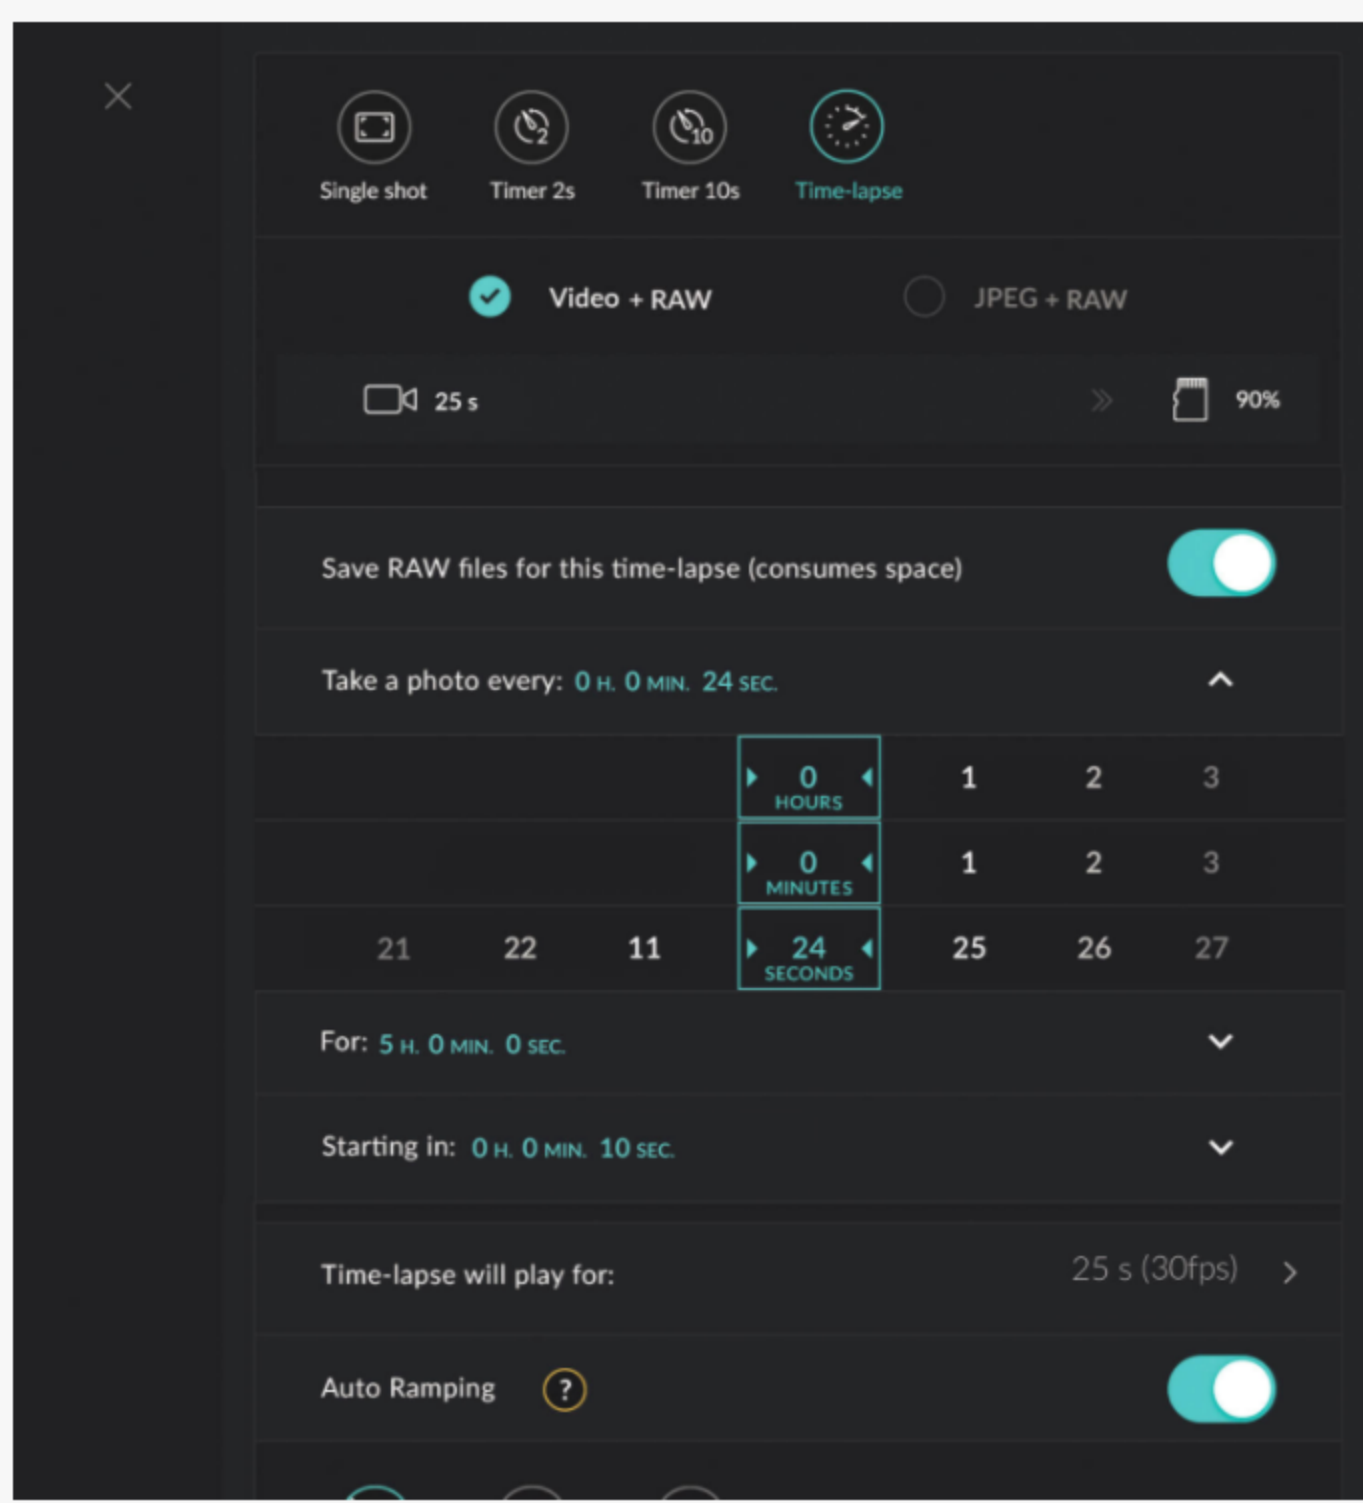 2 10
Single shot Timer 2s Timer 10s Time-lapse
Video + RAW JPEG + RAW
25 s 90%
Save RAW files for this time-lapse (consumes space)
Take a photo every: 0 H. 0 MIN. 24 SEC.
0 1 2 3
HOURS
0 1 2 3
MINUTES
21 22 11 24 25 26 27
SECONDS
For: 5 H. 0 MIN. 0 SEC.
Starting in: 0 H. 0 MIN. 10 SEC.
Time-lapse will play for: 25 s (30fps)
Auto Ramping ?